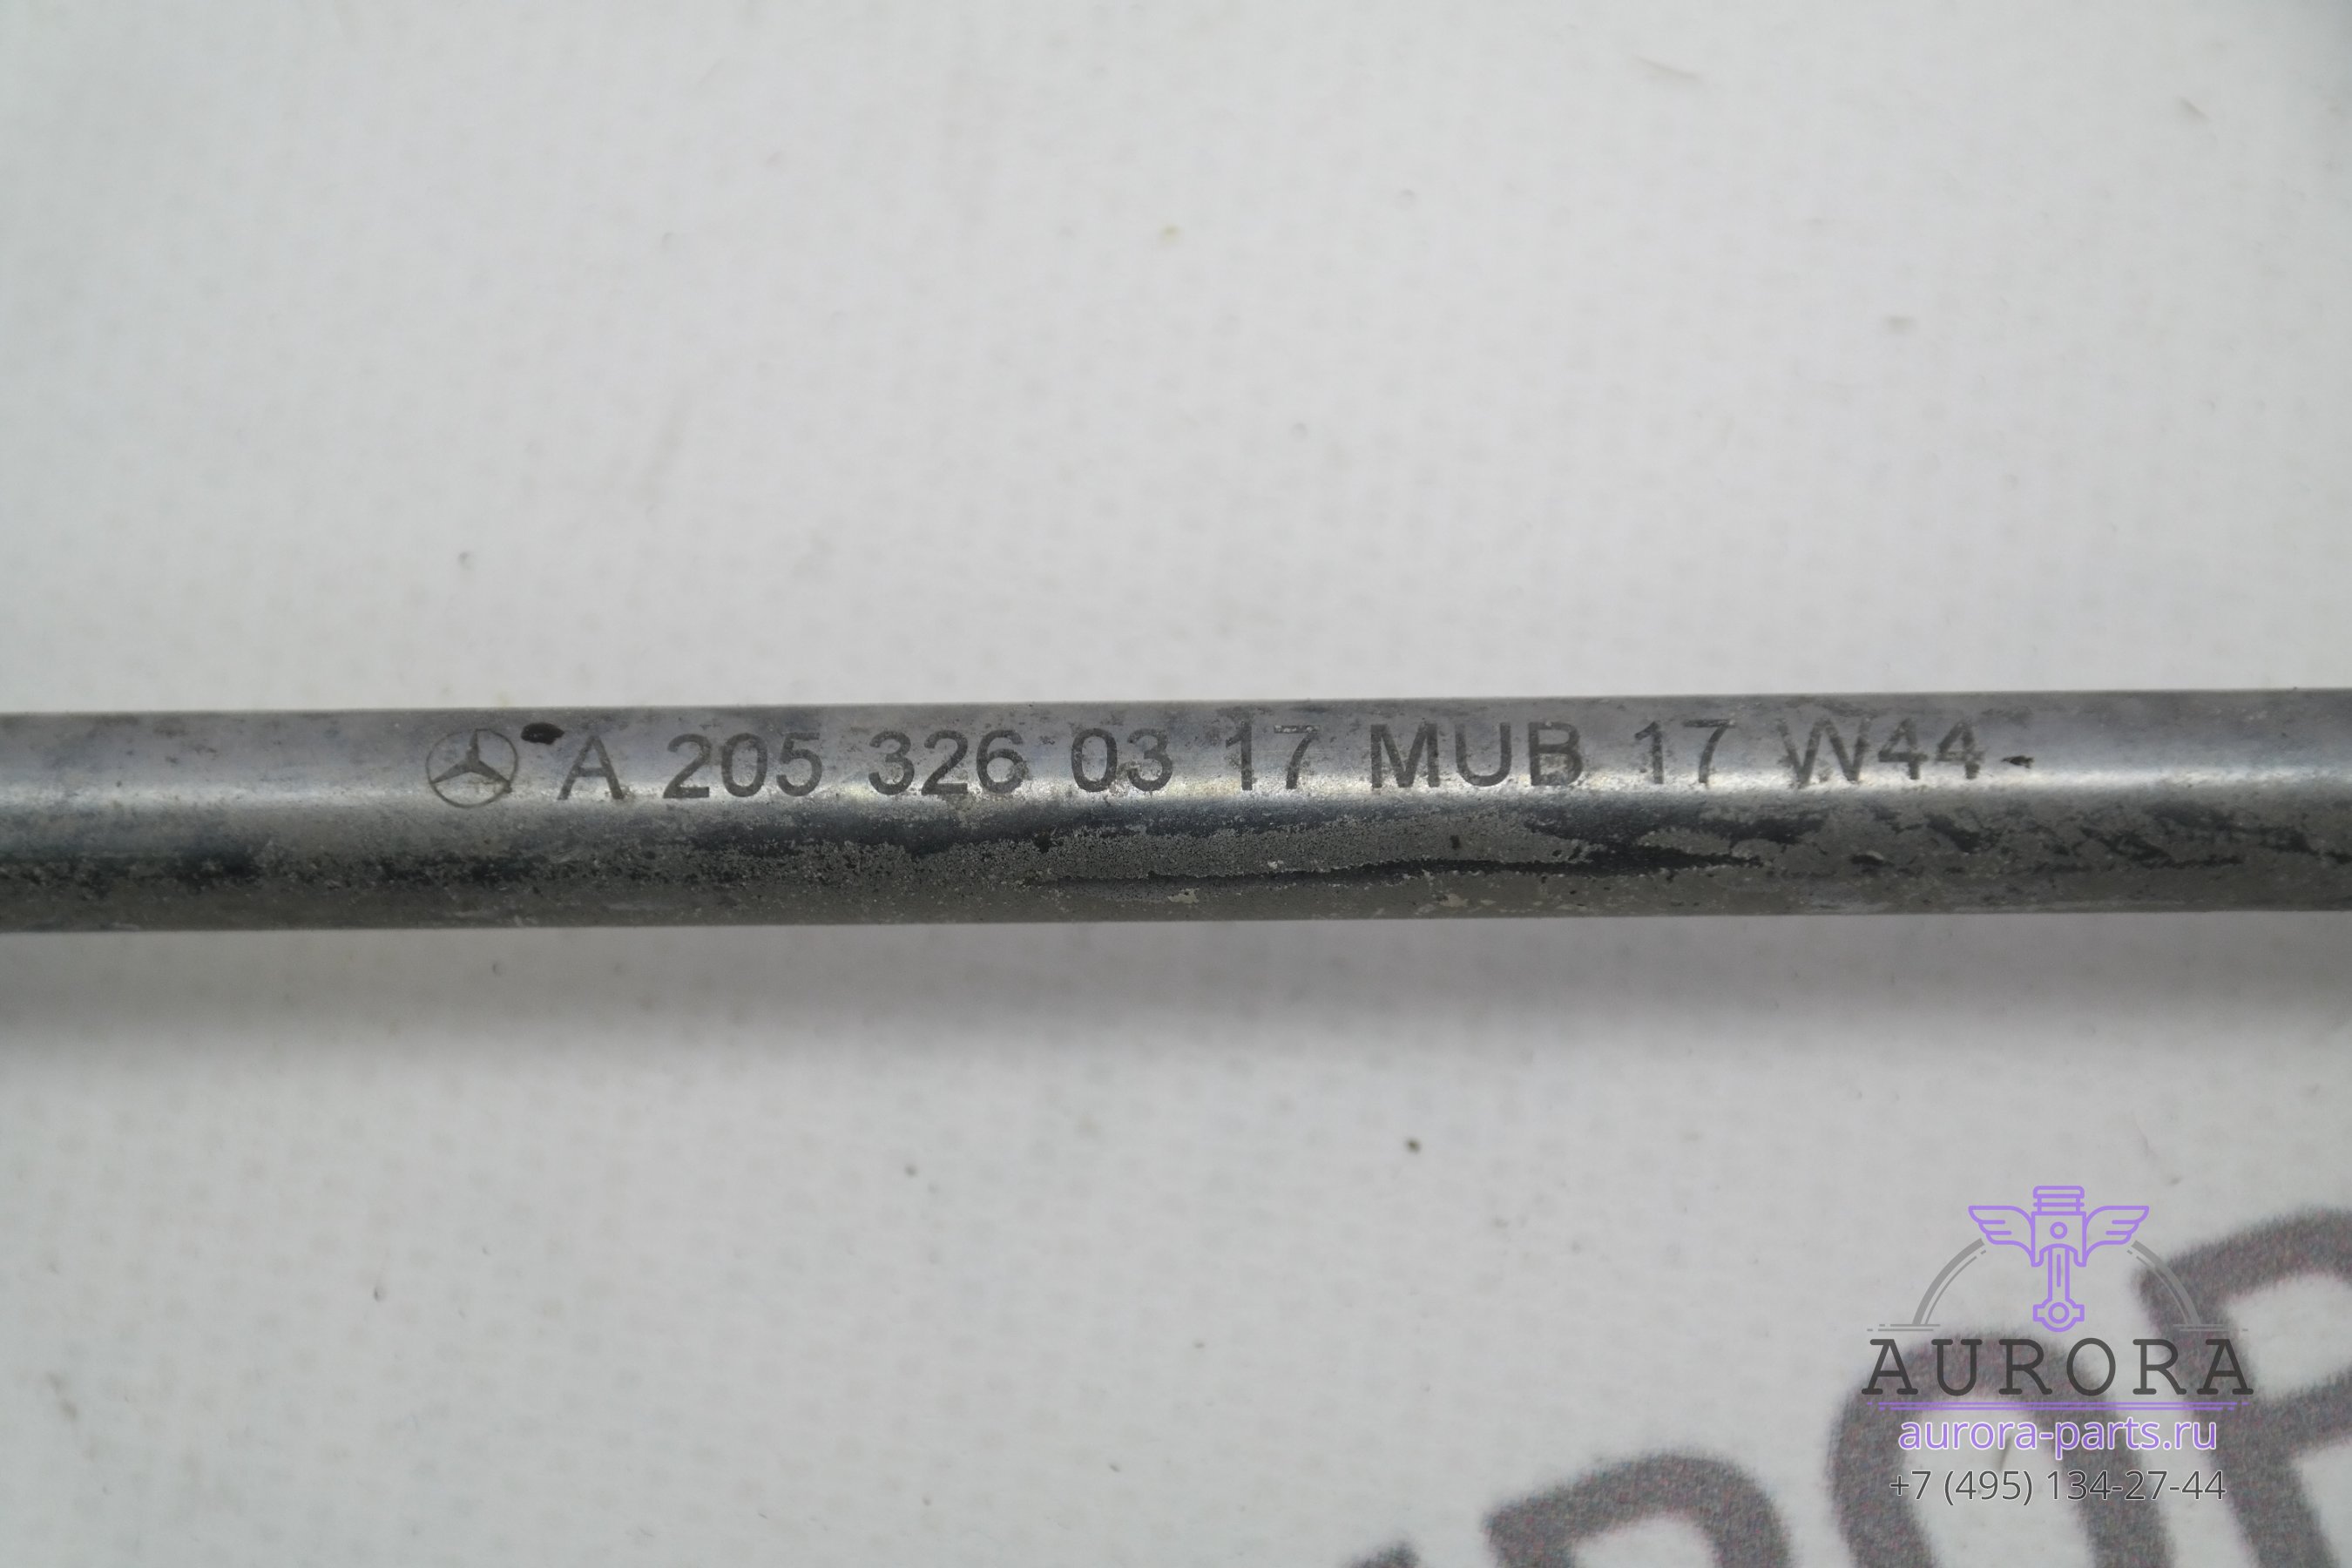 A 205 326 03 17 MUB 17 W44
AURORA
aurora-parts.ru
+7 (495) 134-27-44